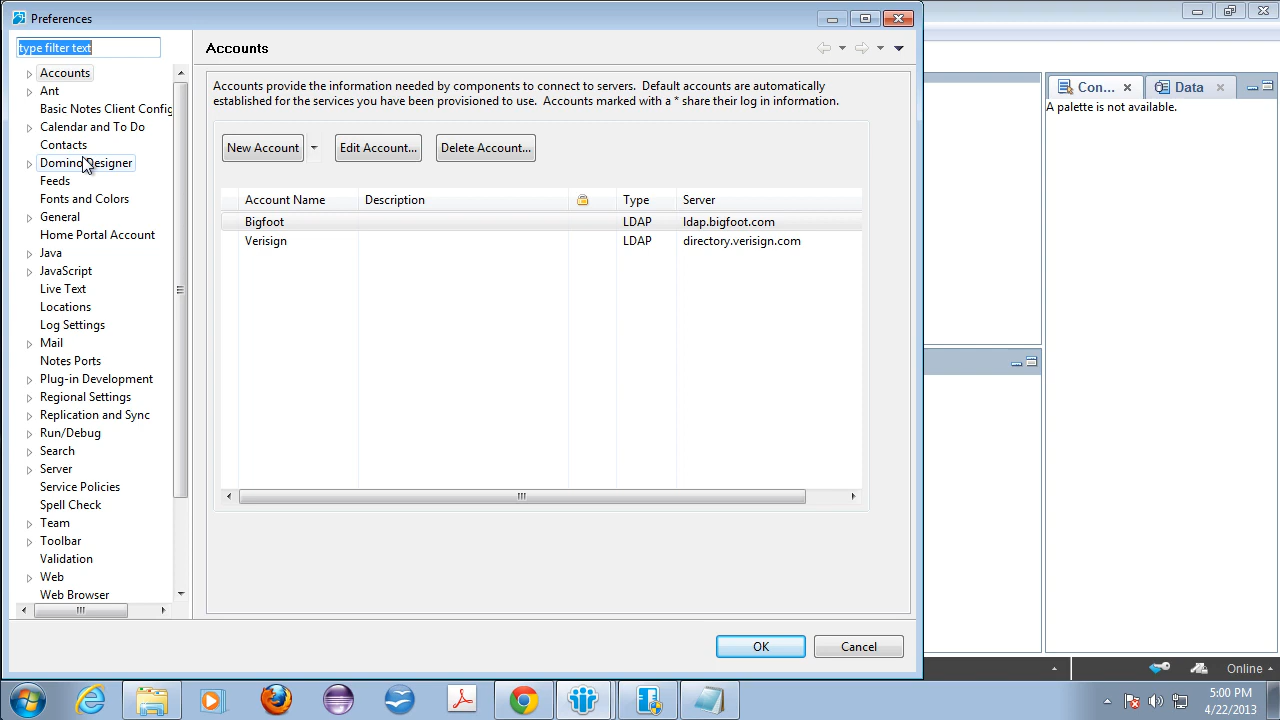 Preferences
type filter text
Accounts
Ant
Basic Notes Client Config
Calendar and To Do
Contacts
Domino Designer
Feeds
Fonts and Colors
General
Home Portal Account
Java
JavaScript
Live Text
Locations
Log Settings
Mail
Notes Ports
Plug-in Development
Regional Settings
Replication and Sync
Run/Debug
Search
Server
Service Policies
Spell Check
Team
Toolbar
Validation
Web
Web Browser
Accounts
Accounts provide the information needed by components to connect to servers. Default accounts are automatically
established for the services you have been provisioned to use. Accounts marked with a * share their log in information.
New Account
Edit Account...
Delete Account...
Account Name Description Type Server
Bigfoot LDAP ldap.bigfoot.com
Verisign LDAP directory.verisign.com
OK
Cancel
Con...
Data
A palette is not available.
Online
5:00 PM
4/22/2013